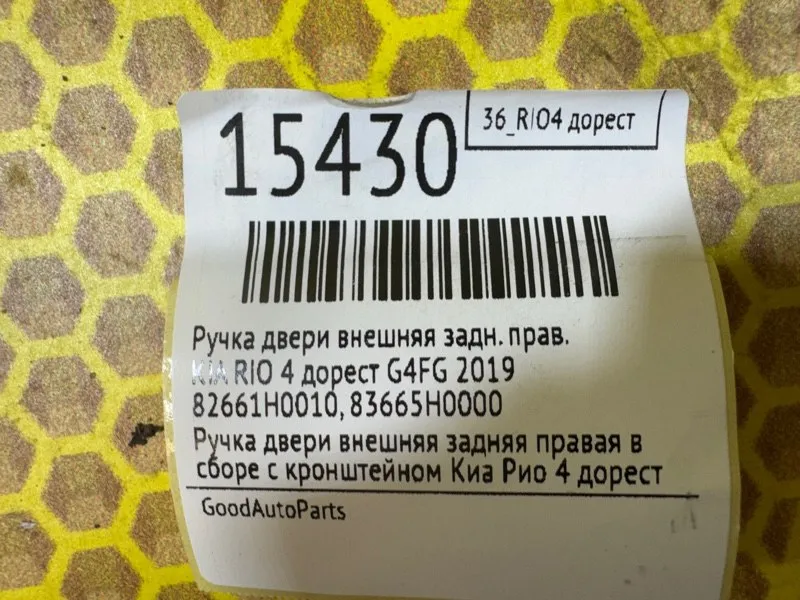 15430
36_RIO4 дорест
Ручка двери внешняя задн. прав.
KIA RIO 4 дорест G4FG 2019
82661H0010, 83665H0000
Ручка двери внешняя задняя правая в
сборе с кронштейном Киа Рио 4 дорест
GoodAutoParts